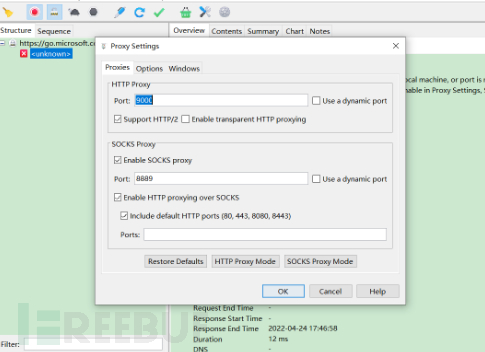 Structure Sequence
Overview Contents Summary Chart Notes
https://go.microsoft.c
<unknown>
Proxy Settings
Proxies Options Windows
HTTP Proxy
Port: 9000 Use a dynamic port
Support HTTP/2 Enable transparent HTTP proxying
SOCKS Proxy
Enable SOCKS proxy
Port: 8889 Use a dynamic port
Enable HTTP proxying over SOCKS
Include default HTTP ports (80, 443, 8080, 8443)
Ports:
Restore Defaults HTTP Proxy Mode SOCKS Proxy Mode
OK Cancel Help
ocal machine, or port is n
nable in Proxy Settings, S
Request End Time -
Response Start Time -
Response End Time 2022-04-24 17:46:58
Duration 12 ms
DNS -
Filter:
REEBU